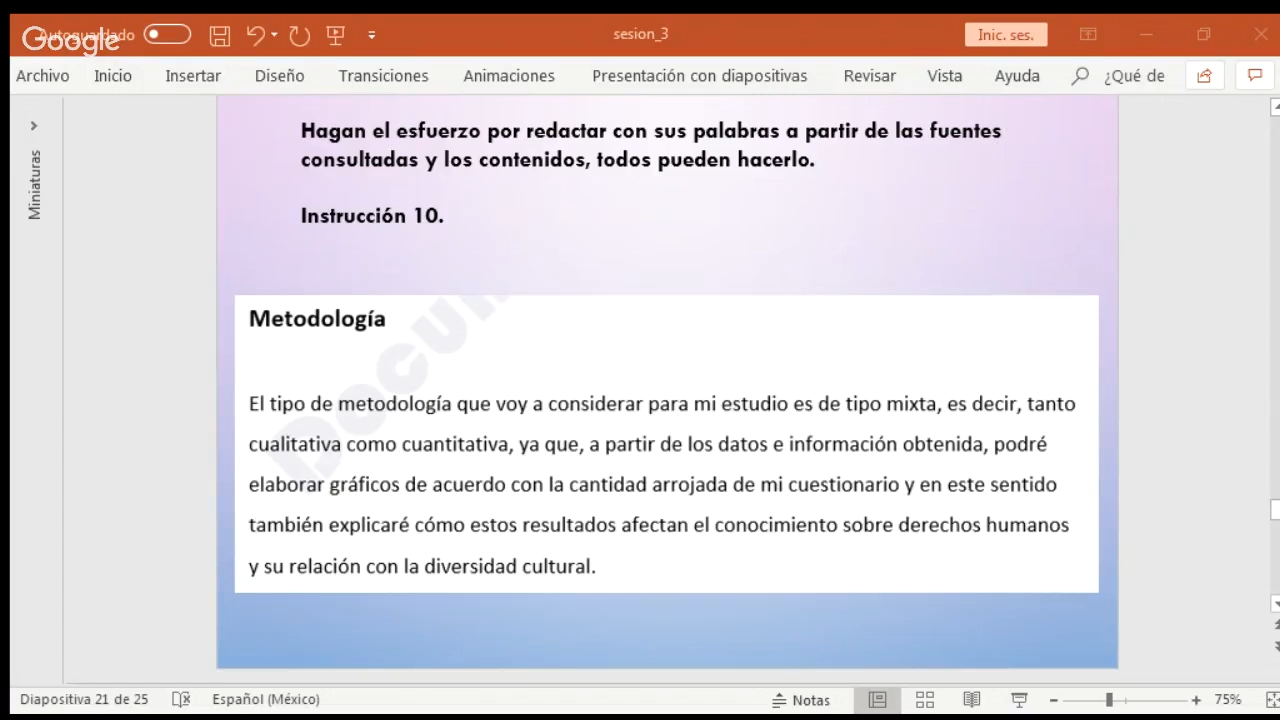 Autoguardado
Google
sesion_3
Inic. ses.
Archivo
Inicio
Insertar
Diseño
Transiciones
Animaciones
Presentación con diapositivas
Revisar
Vista
Ayuda
¿Qué de
Miniaturas
Hagan el esfuerzo por redactar con sus palabras a partir de las fuentes
consultadas y los contenidos, todos pueden hacerlo.
Instrucción 10.
Metodología
El tipo de metodología que voy a considerar para mi estudio es de tipo mixta, es decir, tanto
cualitativa como cuantitativa, ya que, a partir de los datos e información obtenida, podré
elaborar gráficos de acuerdo con la cantidad arrojada de mi cuestionario y en este sentido
también explicaré cómo estos resultados afectan el conocimiento sobre derechos humanos
y su relación con la diversidad cultural.
Diapositiva 21 de 25
Español (México)
Notas
75%